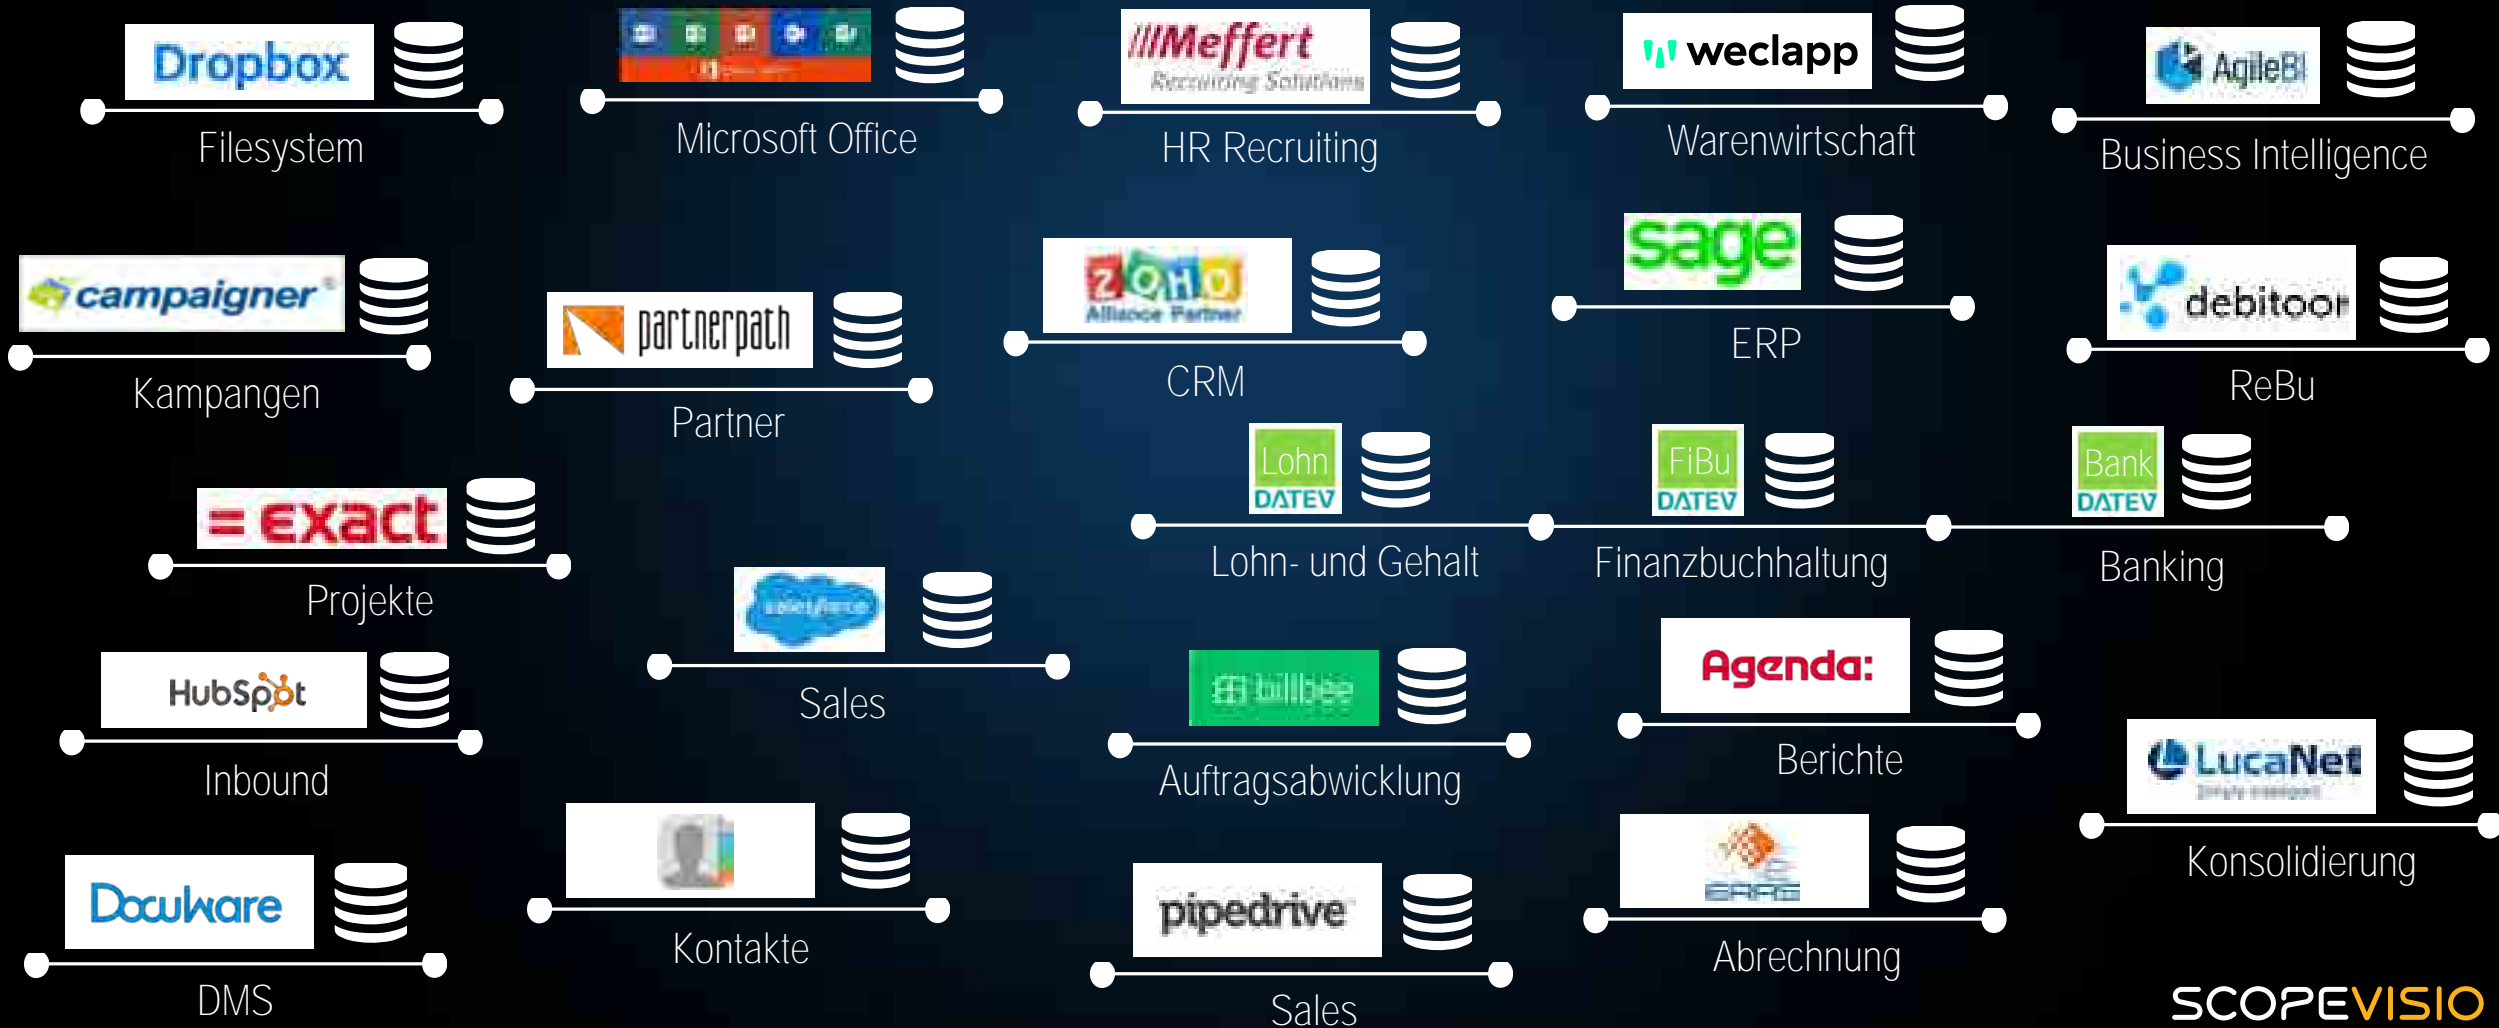 Dropbox
Filesystem
Microsoft Office
///Meffert
Recruiting Solutions
HR Recruiting
weclapp
Warenwirtschaft
AgileBI
Business Intelligence
campaigner®
Kampangen
partnerpath
Partner
ZOHO
Alliance Partner
CRM
sage
ERP
debitoor
ReBu
Lohn
DATEV
Lohn- und Gehalt
FiBu
DATEV
Finanzbuchhaltung
Bank
DATEV
Banking
= exact
Projekte
salesforce
Sales
HubSpot
Inbound
billbee
Auftragsabwicklung
Agenda:
Berichte
LucaNet
Konsolidierung
DocuWare
DMS
Kontakte
pipedrive
Sales
Abrechnung
SCOPEVISIO